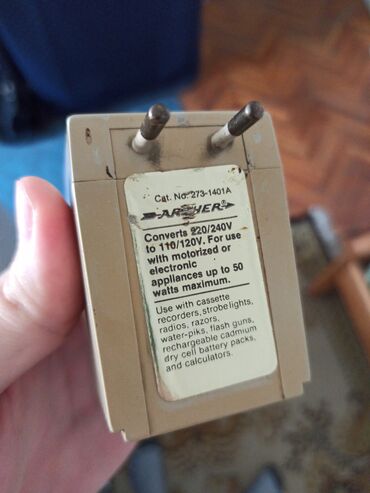 Cat. No. 273-1401A
ARCHER®
Converts 220/240V
to 110/120V. For use
with motorized or
electronic
appliances up to 50
watts maximum.
Use with cassette
recorders, strobe lights,
radios, razors,
water-piks, flash guns,
rechargeable cadmium
dry cell battery packs,
and calculators.